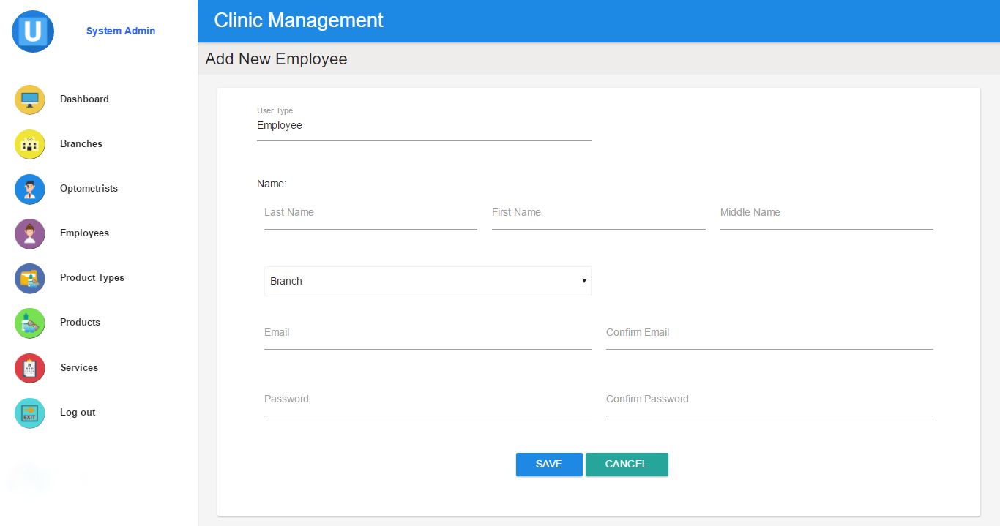 U
System Admin
Clinic Management
Add New Employee
Dashboard
Branches
Optometrists
Employees
Product Types
Products
Services
EXIT
Log out
User Type
Employee
Name:
Last Name First Name Middle Name
Branch
Email Confirm Email
Password Confirm Password
SAVE CANCEL